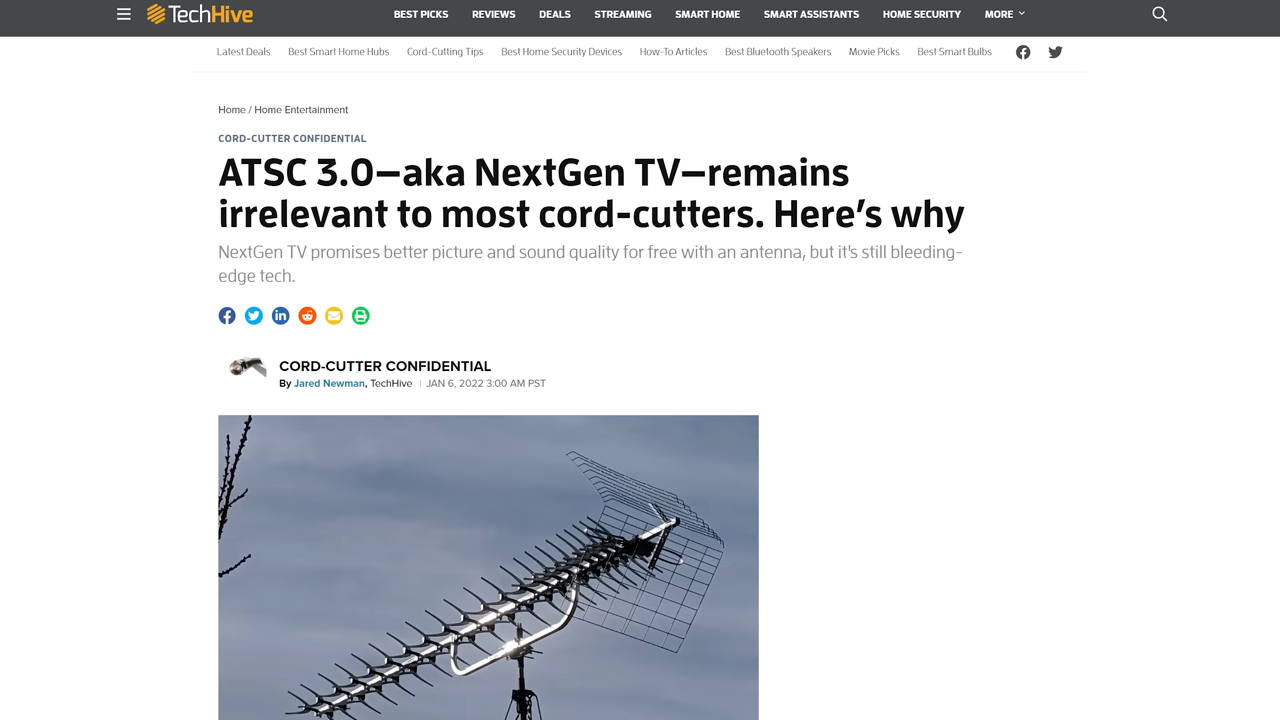 TechHive
BEST PICKS REVIEWS DEALS STREAMING SMART HOME SMART ASSISTANTS HOME SECURITY MORE
Latest Deals Best Smart Home Hubs Cord-Cutting Tips Best Home Security Devices How-To Articles Best Bluetooth Speakers Movie Picks Best Smart Bulbs
Home / Home Entertainment
CORD-CUTTER CONFIDENTIAL
ATSC 3.0—aka NextGen TV—remains
irrelevant to most cord-cutters. Here's why
NextGen TV promises better picture and sound quality for free with an antenna, but it's still bleeding-
edge tech.
CORD-CUTTER CONFIDENTIAL
By Jared Newman, TechHive | JAN 6, 2022 3:00 AM PST